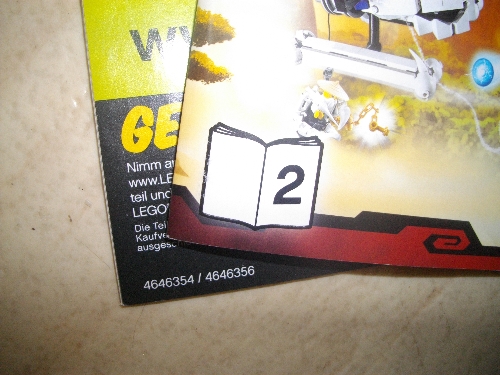 GE
Nimm
www.LE
teil und
LEGO
Die Tei
Kaufve
ausges
4646354 / 4646356
2